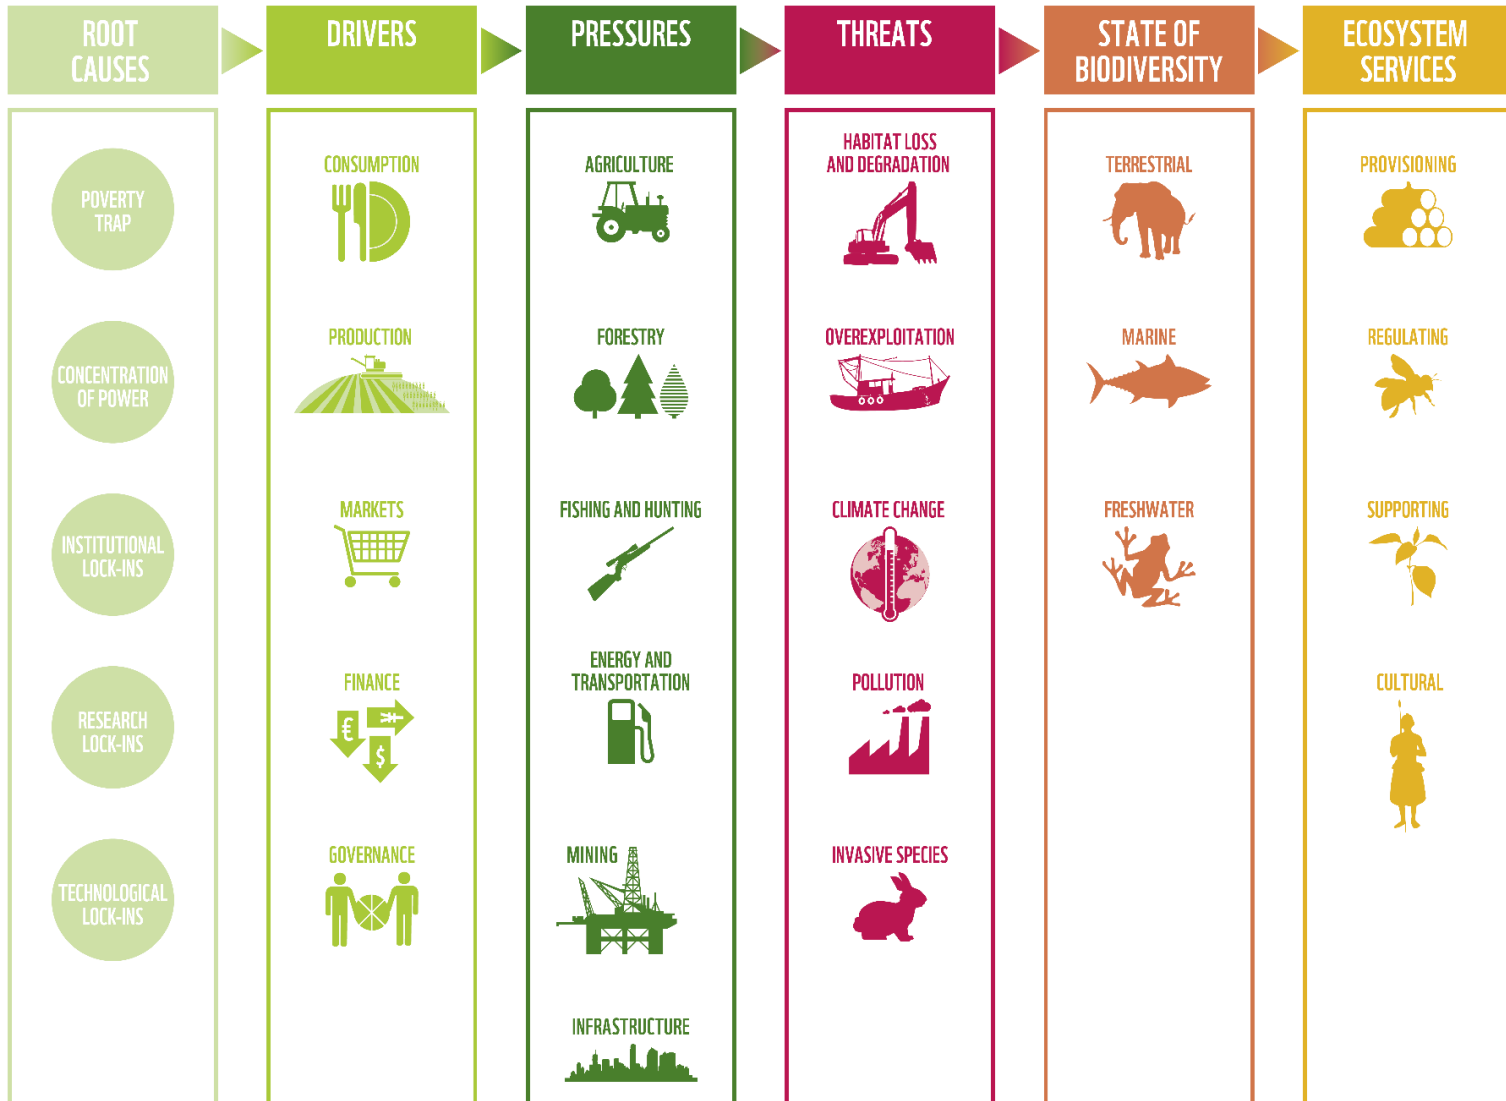 ROOT
CAUSES
DRIVERS
PRESSURES
THREATS
STATE OF
BIODIVERSITY
ECOSYSTEM
SERVICES
POVERTY
TRAP
CONCENTRATION
OF POWER
INSTITUTIONAL
LOCK-INS
RESEARCH
LOCK-INS
TECHNOLOGICAL
LOCK-INS
CONSUMPTION
PRODUCTION
MARKETS
FINANCE
€
¥
$
GOVERNANCE
AGRICULTURE
FORESTRY
FISHING AND HUNTING
ENERGY AND
TRANSPORTATION
MINING
INFRASTRUCTURE
HABITAT LOSS
AND DEGRADATION
OVEREXPLOITATION
CLIMATE CHANGE
POLLUTION
INVASIVE SPECIES
TERRESTRIAL
MARINE
FRESHWATER
PROVISIONING
REGULATING
SUPPORTING
CULTURAL